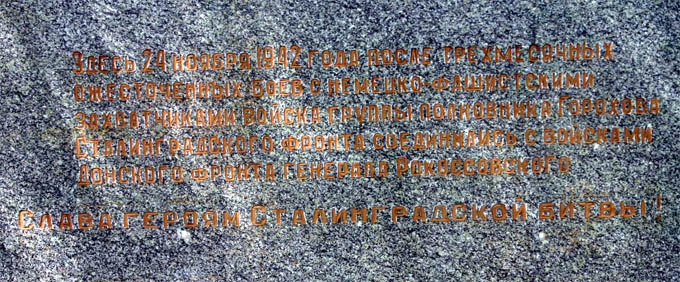 Здесь 24 ноября 1942 года после трехмесячных
ожесточенных боев с немецко-фашистскими
захватчиками войска группы полковника Горохова
Сталинградского фронта соединились с войсками
Донского фронта генерала Рокоссовского
Слава героям Сталинградской битвы!